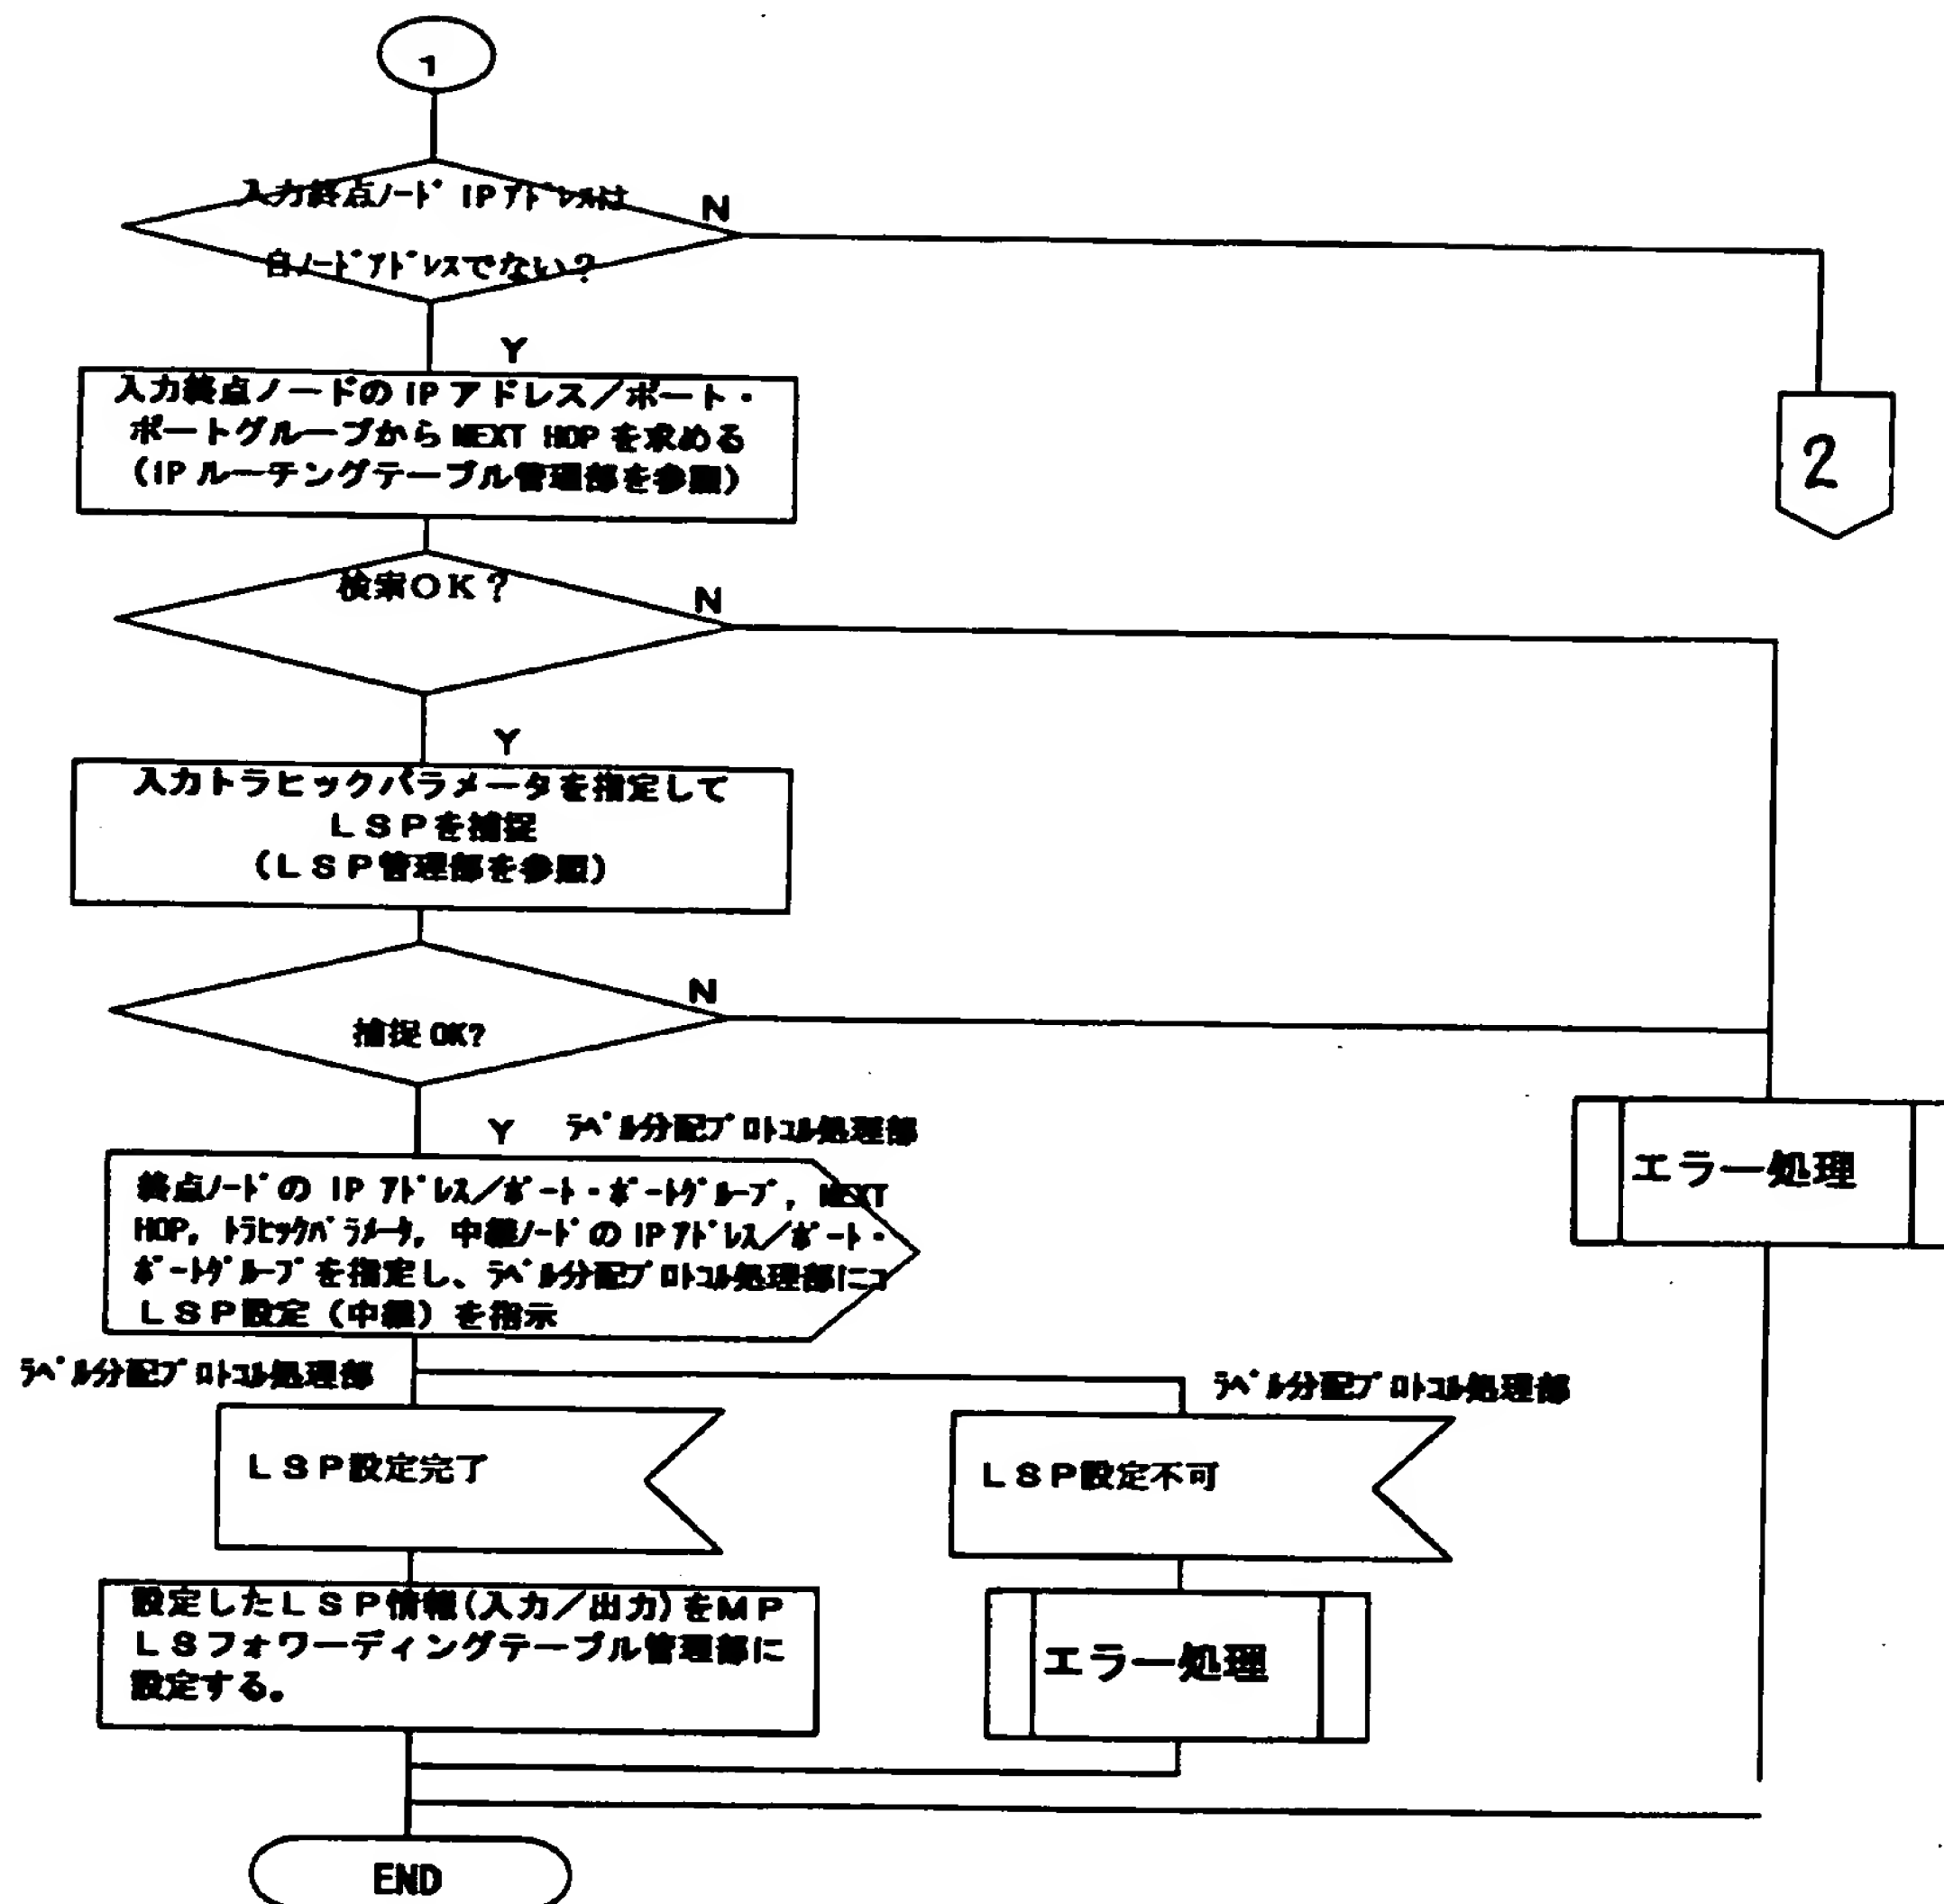 1
入力終点ノード IPアドレスは
N
自ノードアドレスでない?
Y
入力終点ノードのIPアドレス/ポート・
ポートグループからNEXT HOPを求める
(IPルーチングテーブル管理部を参照)
2
検索OK?
N
Y
入力トラヒックパラメータを指定して
LSPを捕捉
(LSP管理部を参照)
N
捕捉OK?
Y
ラベル分配プロトコル処理部
エラー処理
終点ノードの IPアドレス/ポート・ポートグループ, NEXT
HOP, トラヒックパラメータ, 中継ノードの IPアドレス/ポート・
ポートグループを指定し、ラベル分配プロトコル処理部にコ
LSP設定(中継)を指示
ラベル分配プロトコル処理部
ラベル分配プロトコル処理部
LSP設定完了
LSP設定不可
設定したLSP情報(入力/出力)をMP
LSフォワーディングテーブル管理部に
設定する。
エラー処理
END